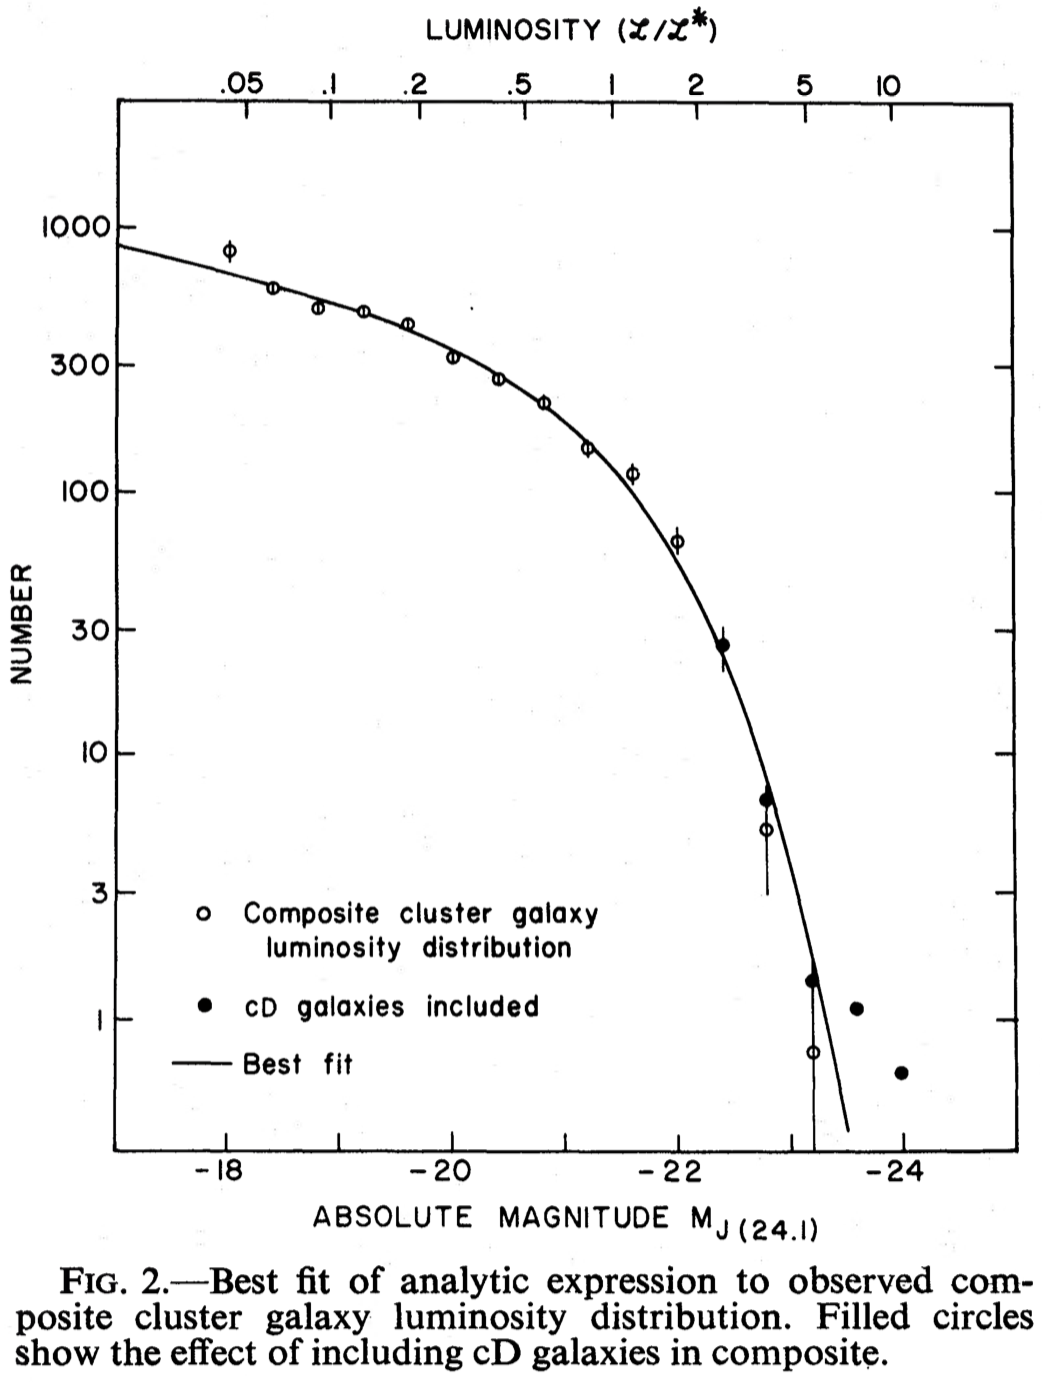 LUMINOSITY (ℒ/ℒ*)
.05 .1 .2 .5 1 2 5 10
1000
300
100
30
10
3
1
NUMBER
Composite cluster galaxy
luminosity distribution
cD galaxies included
Best fit
-18 -20 -22 -24
ABSOLUTE MAGNITUDE MJ(24.1)
FIG. 2.—Best fit of analytic expression to observed com-
posite cluster galaxy luminosity distribution. Filled circles
show the effect of including cD galaxies in composite.